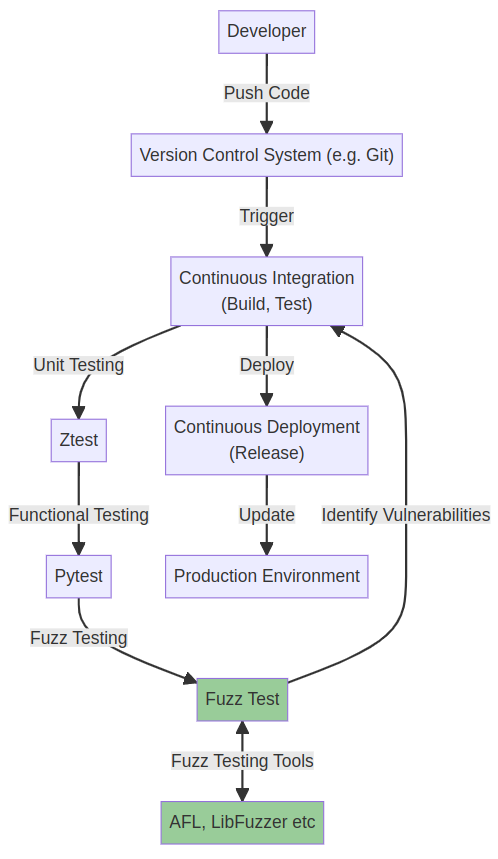 Developer
Push Code
Version Control System (e.g. Git)
Trigger
Continuous Integration
(Build, Test)
Unit Testing
Deploy
Ztest
Continuous Deployment
(Release)
Functional Testing
Update
Identify Vulnerabilities
Pytest
Production Environment
Fuzz Testing
Fuzz Test
Fuzz Testing Tools
AFL, LibFuzzer etc